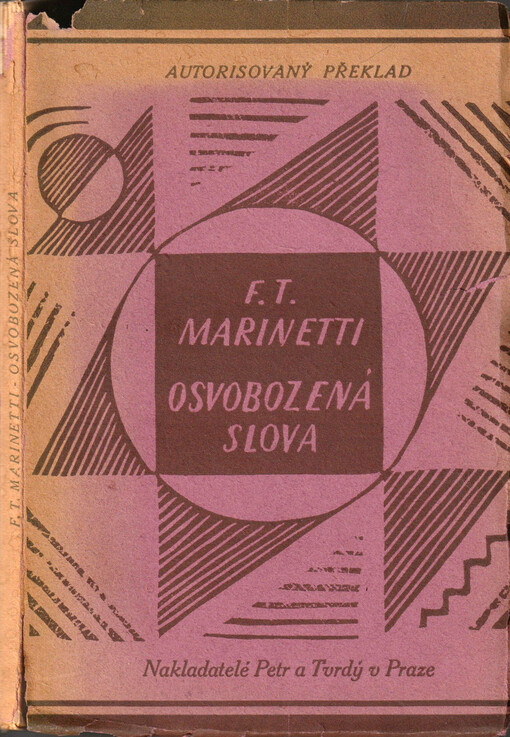 AUTORISOVANÝ PŘEKLAD
F. T.
MARINETTI
OSVOBOZENÁ
SLOVA
Nakladatelé Petr a Tvrdý v Praze
F. T. MARINETTI - OSVOBOZENÁ SLOVA